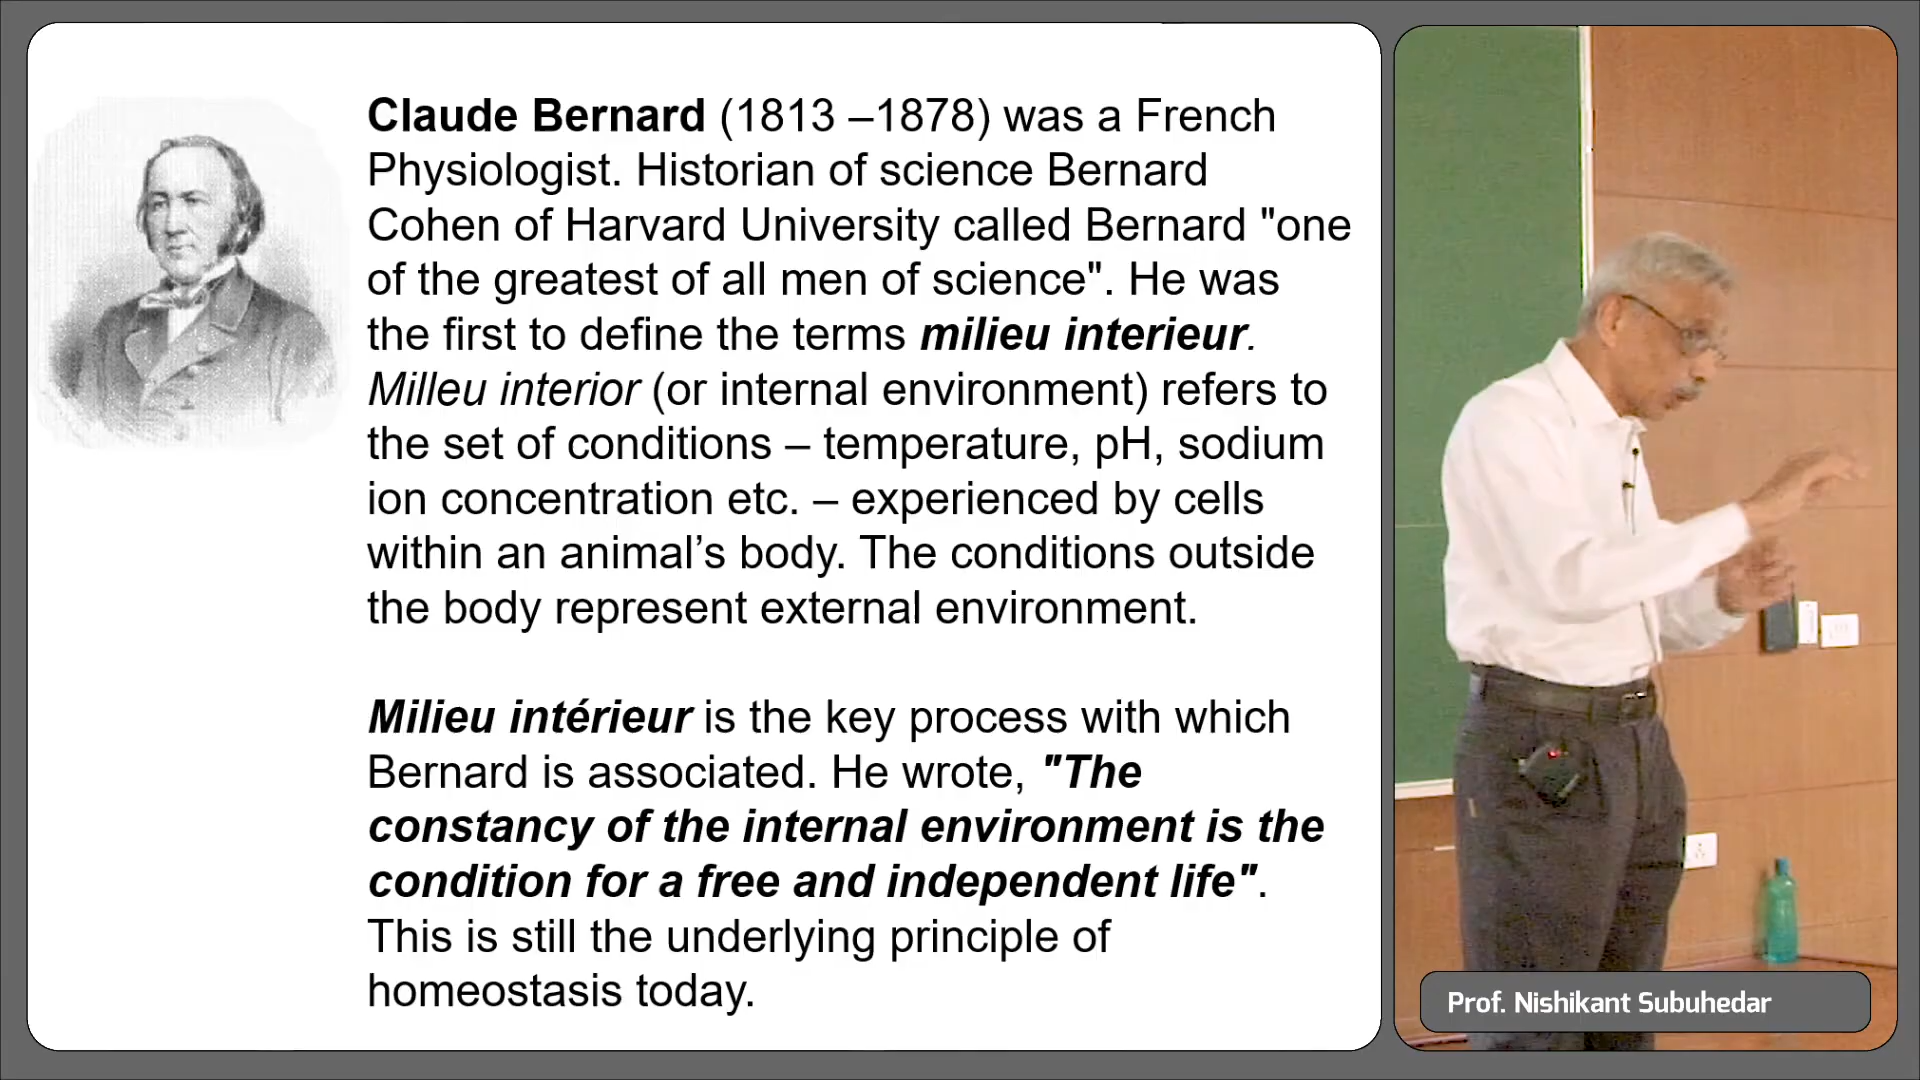 Claude Bernard (1813 –1878) was a French
Physiologist. Historian of science Bernard
Cohen of Harvard University called Bernard "one
of the greatest of all men of science". He was
the first to define the terms milieu interieur.
Milleu interior (or internal environment) refers to
the set of conditions – temperature, pH, sodium
ion concentration etc. – experienced by cells
within an animal’s body. The conditions outside
the body represent external environment.
Milieu intérieur is the key process with which
Bernard is associated. He wrote, "The
constancy of the internal environment is the
condition for a free and independent life".
This is still the underlying principle of
homeostasis today.
Prof. Nishikant Subuhedar